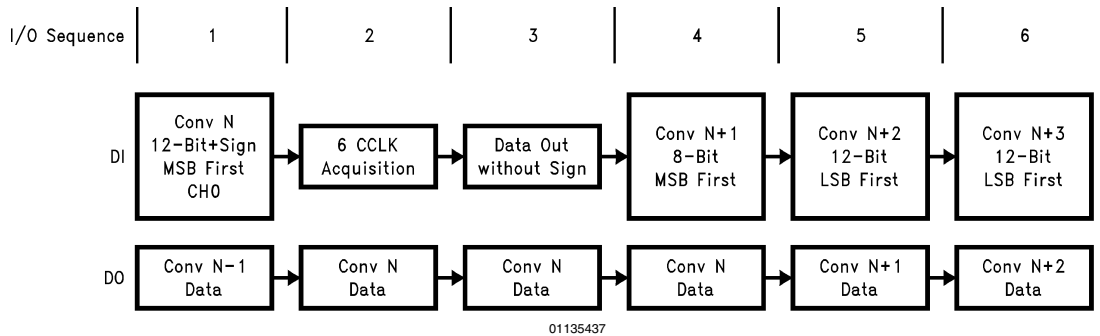 I/O Sequence 1 2 3 4 5 6
DI
Conv N
12-Bit+Sign
MSB First
CH0
6 CCLK
Acquisition
Data Out
without Sign
Conv N+1
8-Bit
MSB First
Conv N+2
12-Bit
LSB First
Conv N+3
12-Bit
LSB First
DO
Conv N-1
Data
Conv N
Data
Conv N
Data
Conv N
Data
Conv N+1
Data
Conv N+2
Data
01135437